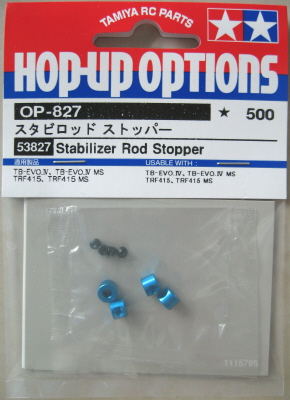 TAMIYA RC PARTS
HOP-UP OPTIONS
OP-827 ★ 500
スタビロッド ストッパー
53827 Stabilizer Rod Stopper
適用製品 USABLE WITH :
TB-EVO.Ⅳ、TB-EVO.Ⅳ MS TB-EVO.Ⅳ、TB-EVO.Ⅳ MS
TRF415、TRF415 MS TRF415、TRF415 MS